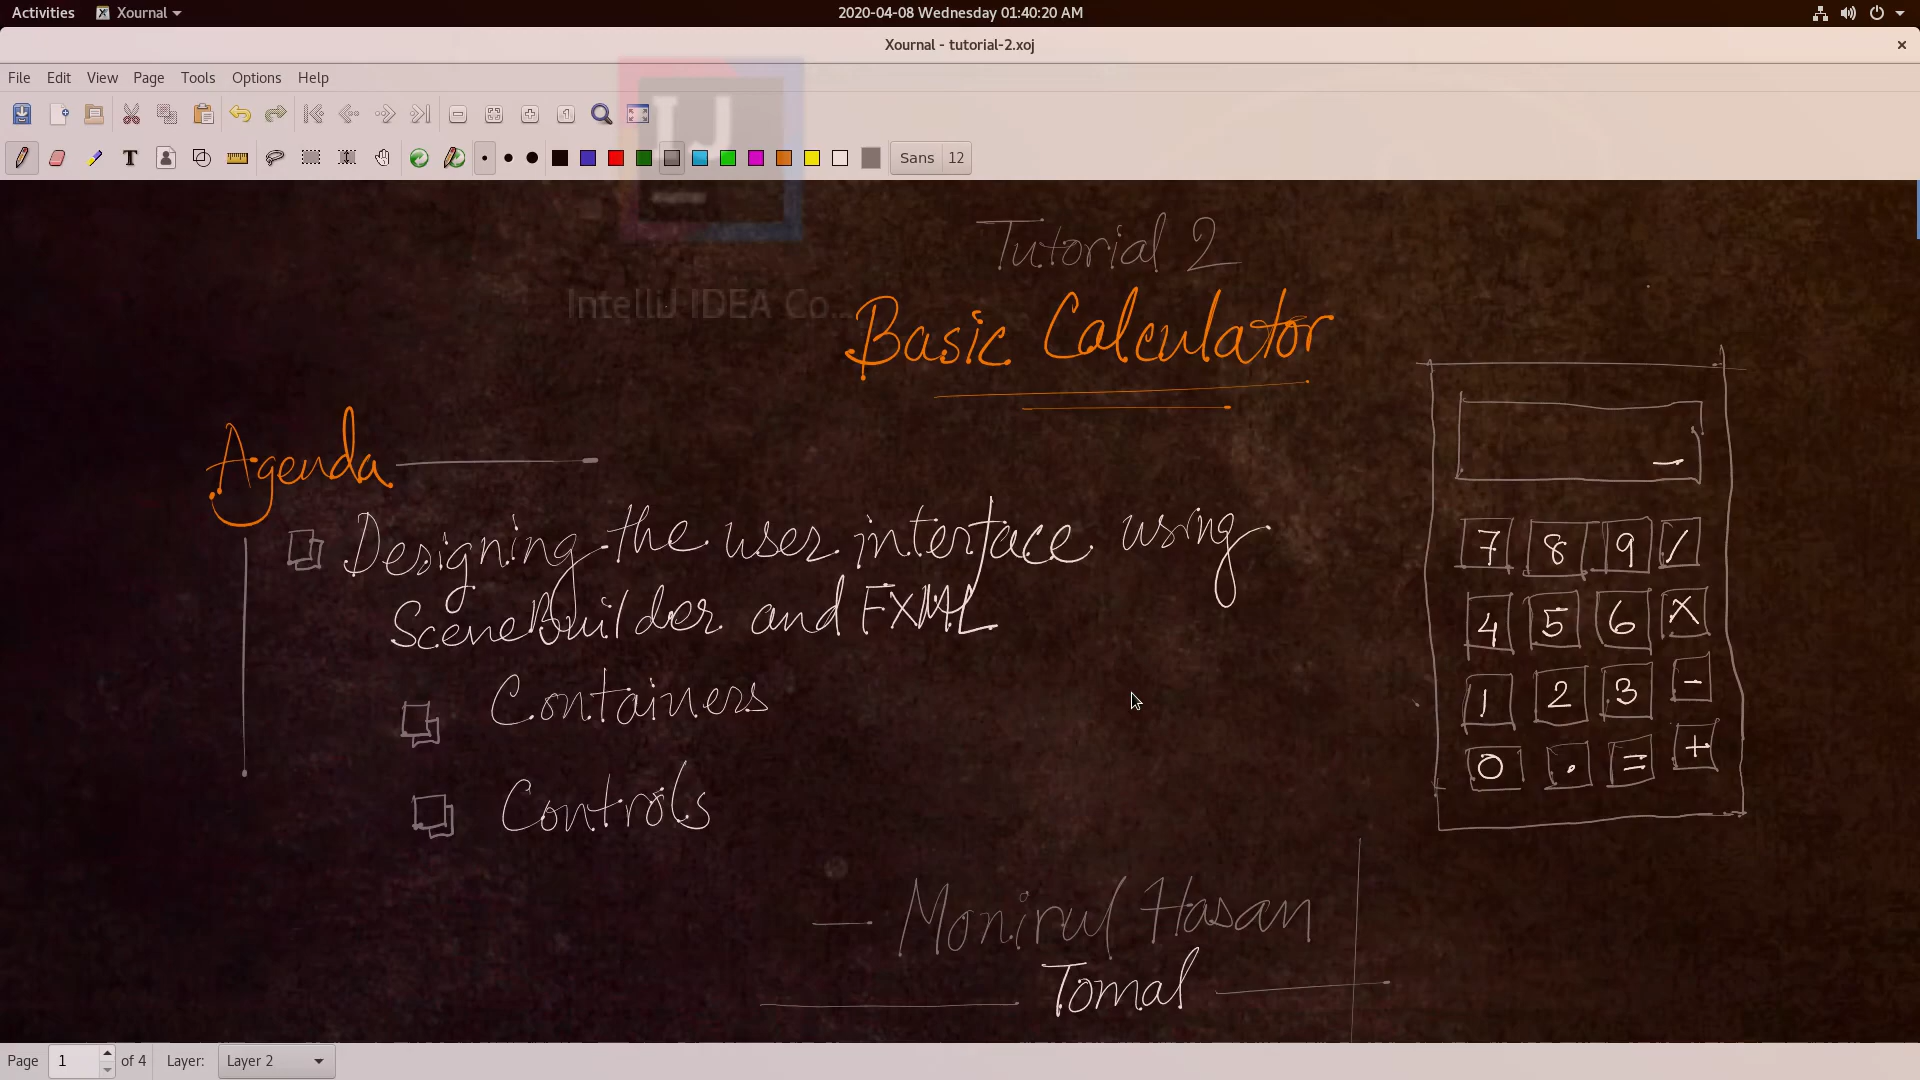 Activities Xournal 2020-04-08 Wednesday 01:40:20 AM
Xournal - tutorial-2.xoj
File Edit View Page Tools Options Help
Sans 12
IJ
Tutorial 2
IntelliJ IDEA Co...
Basic Calculator
Agenda
Designing the user interface using
SceneBuilder and FXML
Containers
Controls
7 8 9 /
4 5 6 X
1 2 3 -
0 . = +
— Monirul Hasan
Tomal
Page 1 of 4 Layer: Layer 2